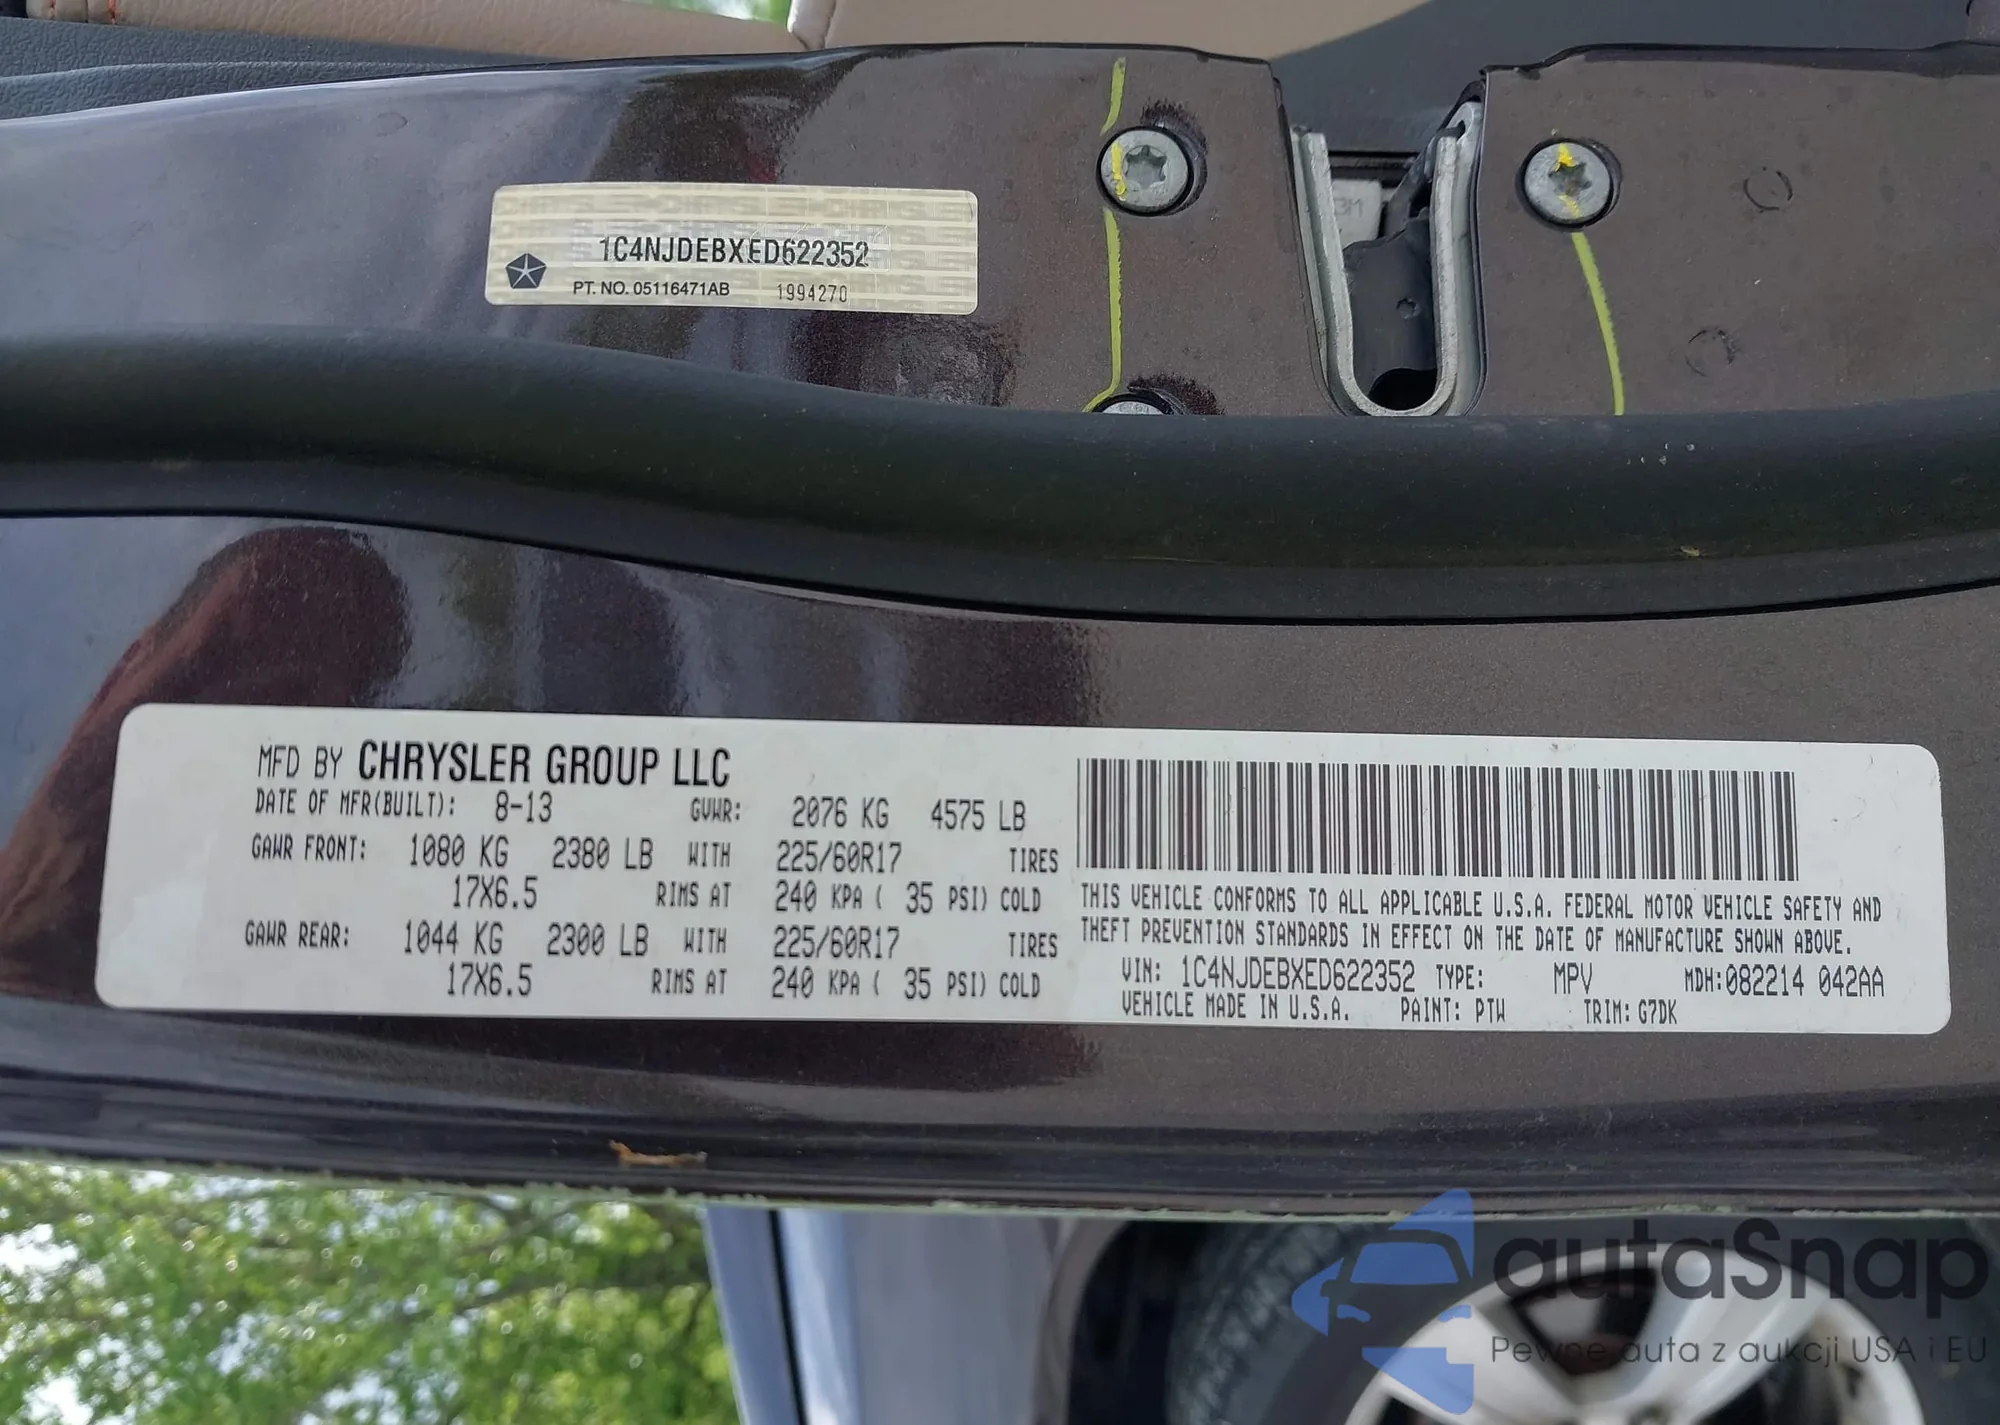 1C4NJDEBXED622352
PT. NO. 05116471AB 1994270
MFD BY CHRYSLER GROUP LLC
DATE OF MFR(BUILT): 8-13 GVWR: 2076 KG 4575 LB
GAWR FRONT: 1080 KG 2380 LB WITH 225/60R17 TIRES
17X6.5 RIMS AT 240 KPA ( 35 PSI) COLD
GAWR REAR: 1044 KG 2300 LB WITH 225/60R17 TIRES
17X6.5 RIMS AT 240 KPA ( 35 PSI) COLD
THIS VEHICLE CONFORMS TO ALL APPLICABLE U.S.A. FEDERAL MOTOR VEHICLE SAFETY AND
THEFT PREVENTION STANDARDS IN EFFECT ON THE DATE OF MANUFACTURE SHOWN ABOVE.
VIN: 1C4NJDEBXED622352 TYPE: MPV MDH:082214 042AA
VEHICLE MADE IN U.S.A. PAINT: PTW TRIM: G7DK
autaSnap
Pewne auta z aukcji USA i EU